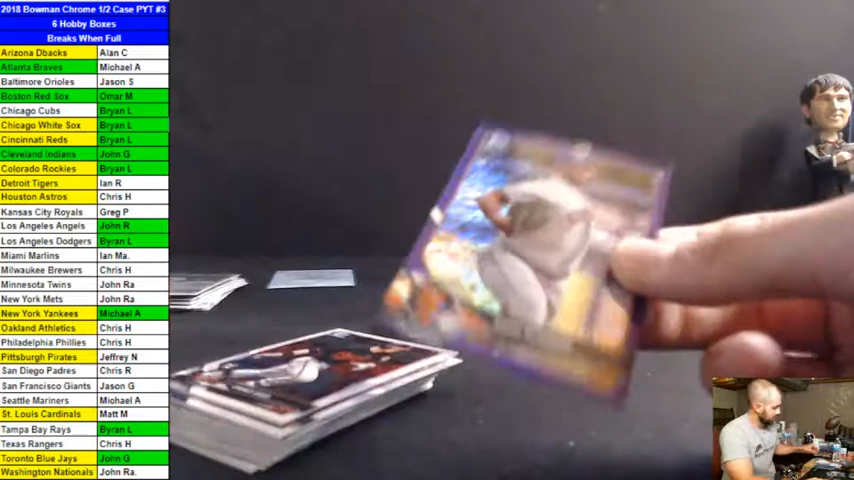 2018 Bowman Chrome 1/2 Case PYT #3
6 Hobby Boxes
Breaks When Full
Arizona Dbacks Alan C
Atlanta Braves Michael A
Baltimore Orioles Jason S
Boston Red Sox Omar M
Chicago Cubs Bryan L
Chicago White Sox Bryan L
Cincinnati Reds Bryan L
Cleveland Indians John G
Colorado Rockies Bryan L
Detroit Tigers Ian R
Houston Astros Chris H
Kansas City Royals Greg P
Los Angeles Angels John R
Los Angeles Dodgers Byran L
Miami Marlins Ian Ma.
Milwaukee Brewers Chris H
Minnesota Twins John Ra
New York Mets John Ra
New York Yankees Michael A
Oakland Athletics Chris H
Philadelphia Phillies Chris H
Pittsburgh Pirates Jeffrey N
San Diego Padres Chris R
San Francisco Giants Jason G
Seattle Mariners Michael A
St. Louis Cardinals Matt M
Tampa Bay Rays Byran L
Texas Rangers Chris H
Toronto Blue Jays John G
Washington Nationals John Ra.